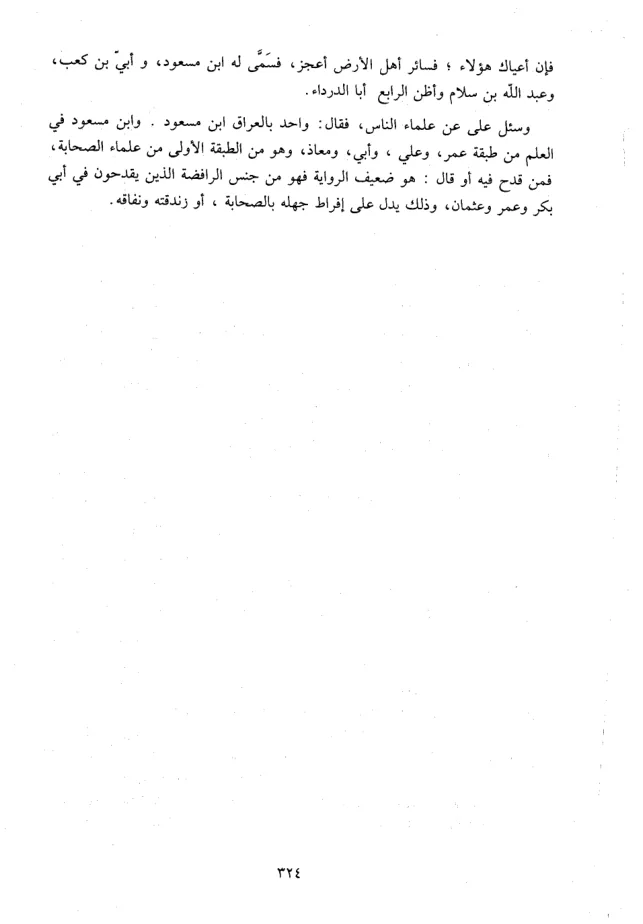 فإن أعياك هؤلاء ؛ فسائر أهل الأرض أعجز، فسَمَّى له ابن مسعود، و أبيّ بن كعب،
وعبد اللّه بن سلام وأظن الرابع أبا الدرداء.
وسئل على عن علماء الناس، فقال: واحد بالعراق ابن مسعود . وابن مسعود في
العلم من طبقة عمر، وعلي ، وأبي، ومعاذ، وهو من الطبقة الأولى من علماء الصحابة،
فمن قدح فيه أو قال : هو ضعيف الرواية فهو من جنس الرافضة الذين يقدحون في أبي
بكر وعمر وعثمان، وذلك يدل على إفراط جهله بالصحابة ، أو زندقته ونفاقه.
٣٢٤